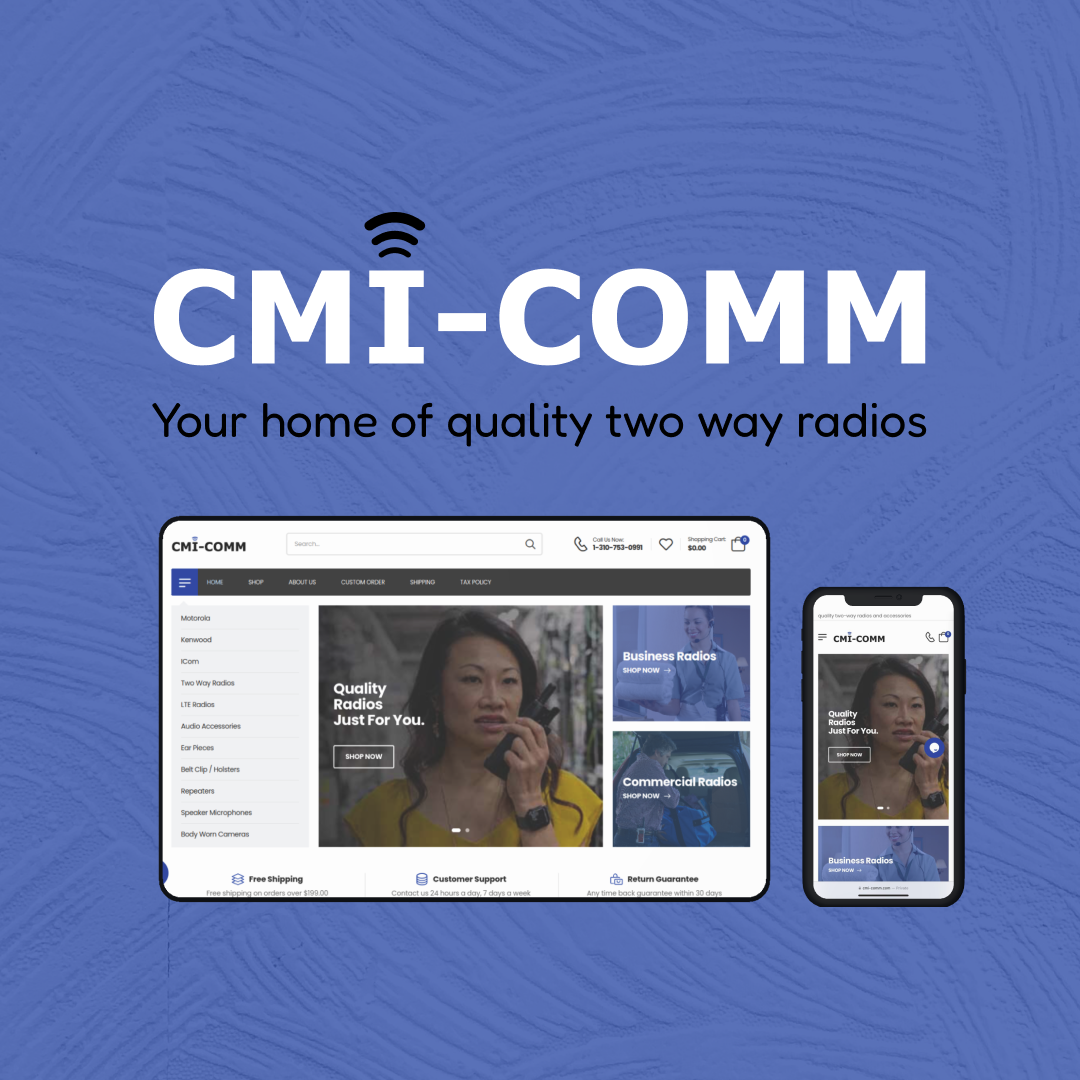 CMI-COMM
Your home of quality two way radios
CMI-COMM
Search...
Call Us Now:
1-310-753-0991
Shopping Cart
$0.00
0
HOME
SHOP
ABOUT US
CUSTOM ORDER
SHIPPING
TAX POLICY
Motorola
Kenwood
ICom
Two Way Radios
LTE Radios
Audio Accessories
Ear Pieces
Belt Clip / Holsters
Repeaters
Speaker Microphones
Body Worn Cameras
Quality
Radios
Just For You.
SHOP NOW
Business Radios
SHOP NOW →
Commercial Radios
SHOP NOW →
Free Shipping
Free shipping on orders over $199.00
Customer Support
Contact us 24 hours a day, 7 days a week
Return Guarantee
Any time back guarantee within 30 days
quality two-way radios and accessories
CMI-COMM
Quality
Radios
Just For You.
SHOP NOW
Business Radios
SHOP NOW →
cmi-comm.com — Private